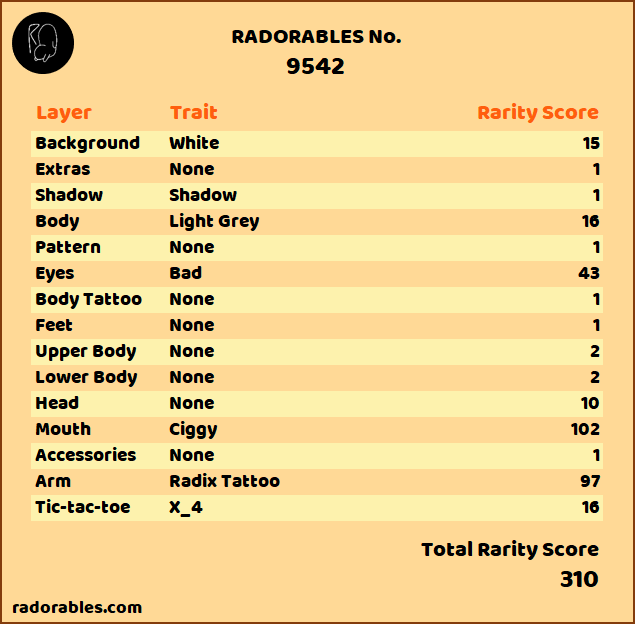 RADORABLES No.
9542
Layer Trait Rarity Score
Background White 15
Extras None 1
Shadow Shadow 1
Body Light Grey 16
Pattern None 1
Eyes Bad 43
Body Tattoo None 1
Feet None 1
Upper Body None 2
Lower Body None 2
Head None 10
Mouth Ciggy 102
Accessories None 1
Arm Radix Tattoo 97
Tic-tac-toe X_4 16
Total Rarity Score
310
radorables.com